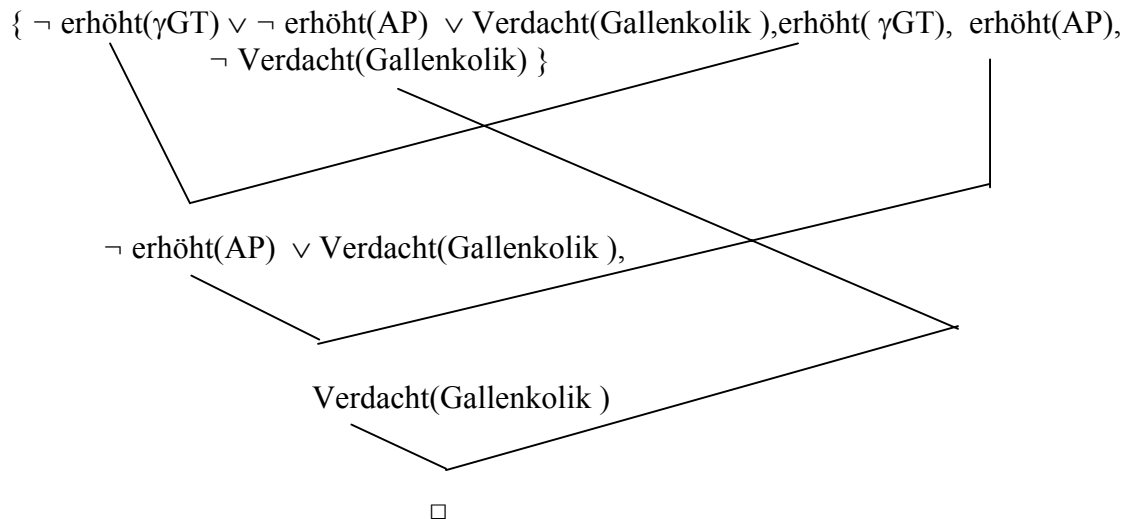 { ¬ erhöht(γGT) ∨ ¬ erhöht(AP) ∨ Verdacht(Gallenkolik ),erhöht( γGT), erhöht(AP),
¬ Verdacht(Gallenkolik) }
¬ erhöht(AP) ∨ Verdacht(Gallenkolik ),
Verdacht(Gallenkolik )
□